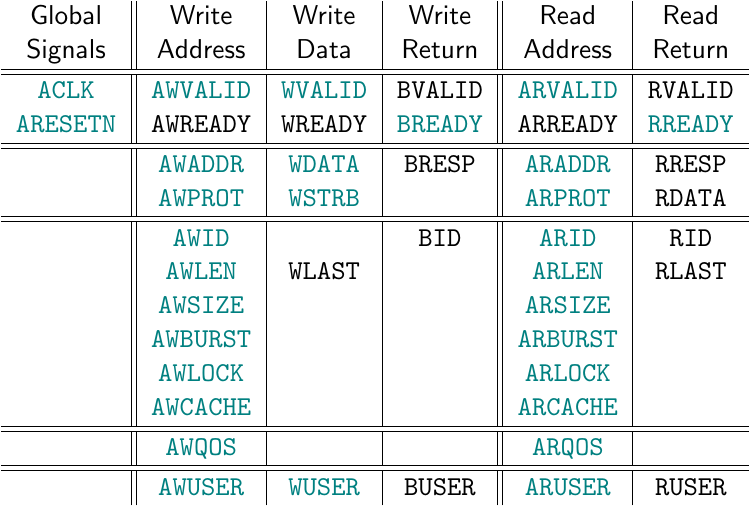 Global Write Write Write Read Read
Signals Address Data Return Address Return
ACLK AWVALID WVALID BVALID ARVALID RVALID
ARESETN AWREADY WREADY BREADY ARREADY RREADY
AWADDR WDATA BRESP ARADDR RRESP
AWPROT WSTRB ARPROT RDATA
AWID BID ARID RID
AWLEN WLAST ARLEN RLAST
AWSIZE ARSIZE
AWBURST ARBURST
AWLOCK ARLOCK
AWCACHE ARCACHE
AWQOS ARQOS
AWUSER WUSER BUSER ARUSER RUSER